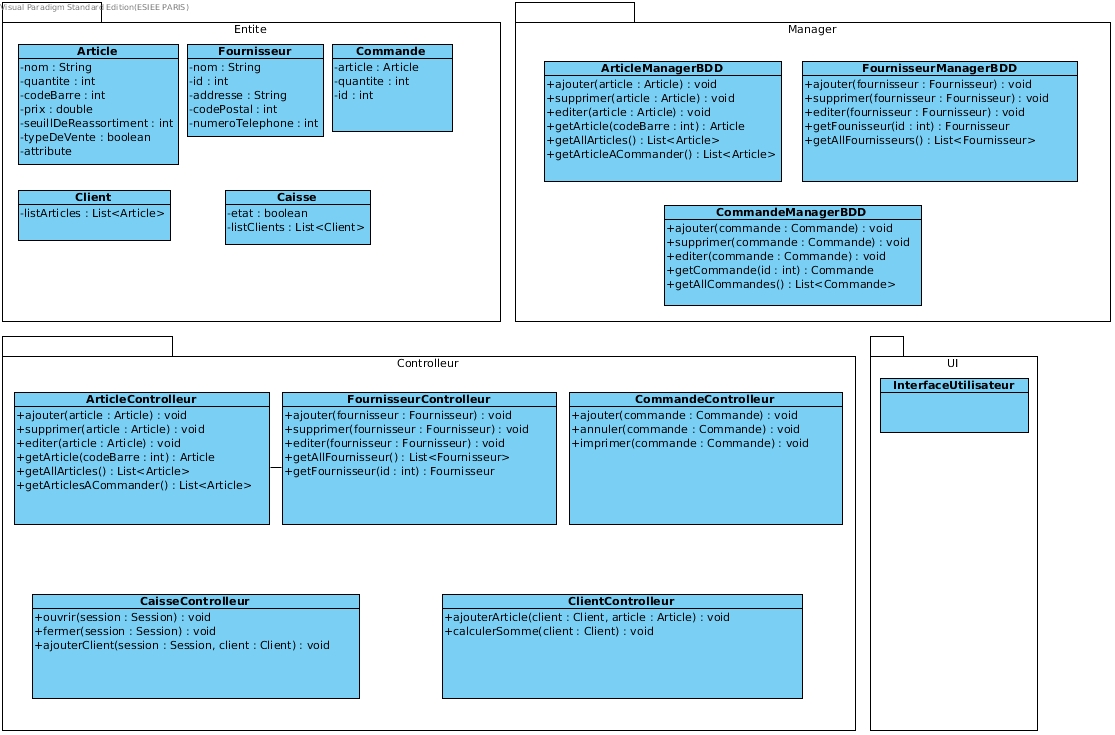 Visual Paradigm Standard Edition(ESIEE PARIS)
Entite
Article
-nom : String
-quantite : int
-codeBarre : int
-prix : double
-seuillDeReassortiment : int
-typeDeVente : boolean
-attribute
Fournisseur
-nom : String
-id : int
-addresse : String
-codePostal : int
-numeroTelephone : int
Commande
-article : Article
-quantite : int
-id : int
Client
-listArticles : List<Article>
Caisse
-etat : boolean
-listClients : List<Client>
Manager
ArticleManagerBDD
+ajouter(article : Article) : void
+supprimer(article : Article) : void
+editer(article : Article) : void
+getArticle(codeBarre : int) : Article
+getAllArticles() : List<Article>
+getArticleACommander() : List<Article>
FournisseurManagerBDD
+ajouter(fournisseur : Fournisseur) : void
+supprimer(fournisseur : Fournisseur) : void
+editer(fournisseur : Fournisseur) : void
+getFounisseur(id : int) : Fournisseur
+getAllFournisseurs() : List<Fournisseur>
CommandeManagerBDD
+ajouter(commande : Commande) : void
+supprimer(commande : Commande) : void
+editer(commande : Commande) : void
+getCommande(id : int) : Commande
+getAllCommandes() : List<Commande>
Controlleur
ArticleControlleur
+ajouter(article : Article) : void
+supprimer(article : Article) : void
+editer(article : Article) : void
+getArticle(codeBarre : int) : Article
+getAllArticles() : List<Article>
+getArticlesACommander() : List<Article>
FournisseurControlleur
+ajouter(fournisseur : Fournisseur) : void
+supprimer(fournisseur : Fournisseur) : void
+editer(fournisseur : Fournisseur) : void
+getAllFournisseur() : List<Fournisseur>
+getFournisseur(id : int) : Fournisseur
CommandeControlleur
+ajouter(commande : Commande) : void
+annuler(commande : Commande) : void
+imprimer(commande : Commande) : void
CaisseControlleur
+ouvrir(session : Session) : void
+fermer(session : Session) : void
+ajouterClient(session : Session, client : Client) : void
ClientControlleur
+ajouterArticle(client : Client, article : Article) : void
+calculerSomme(client : Client) : void
UI
InterfaceUtilisateur